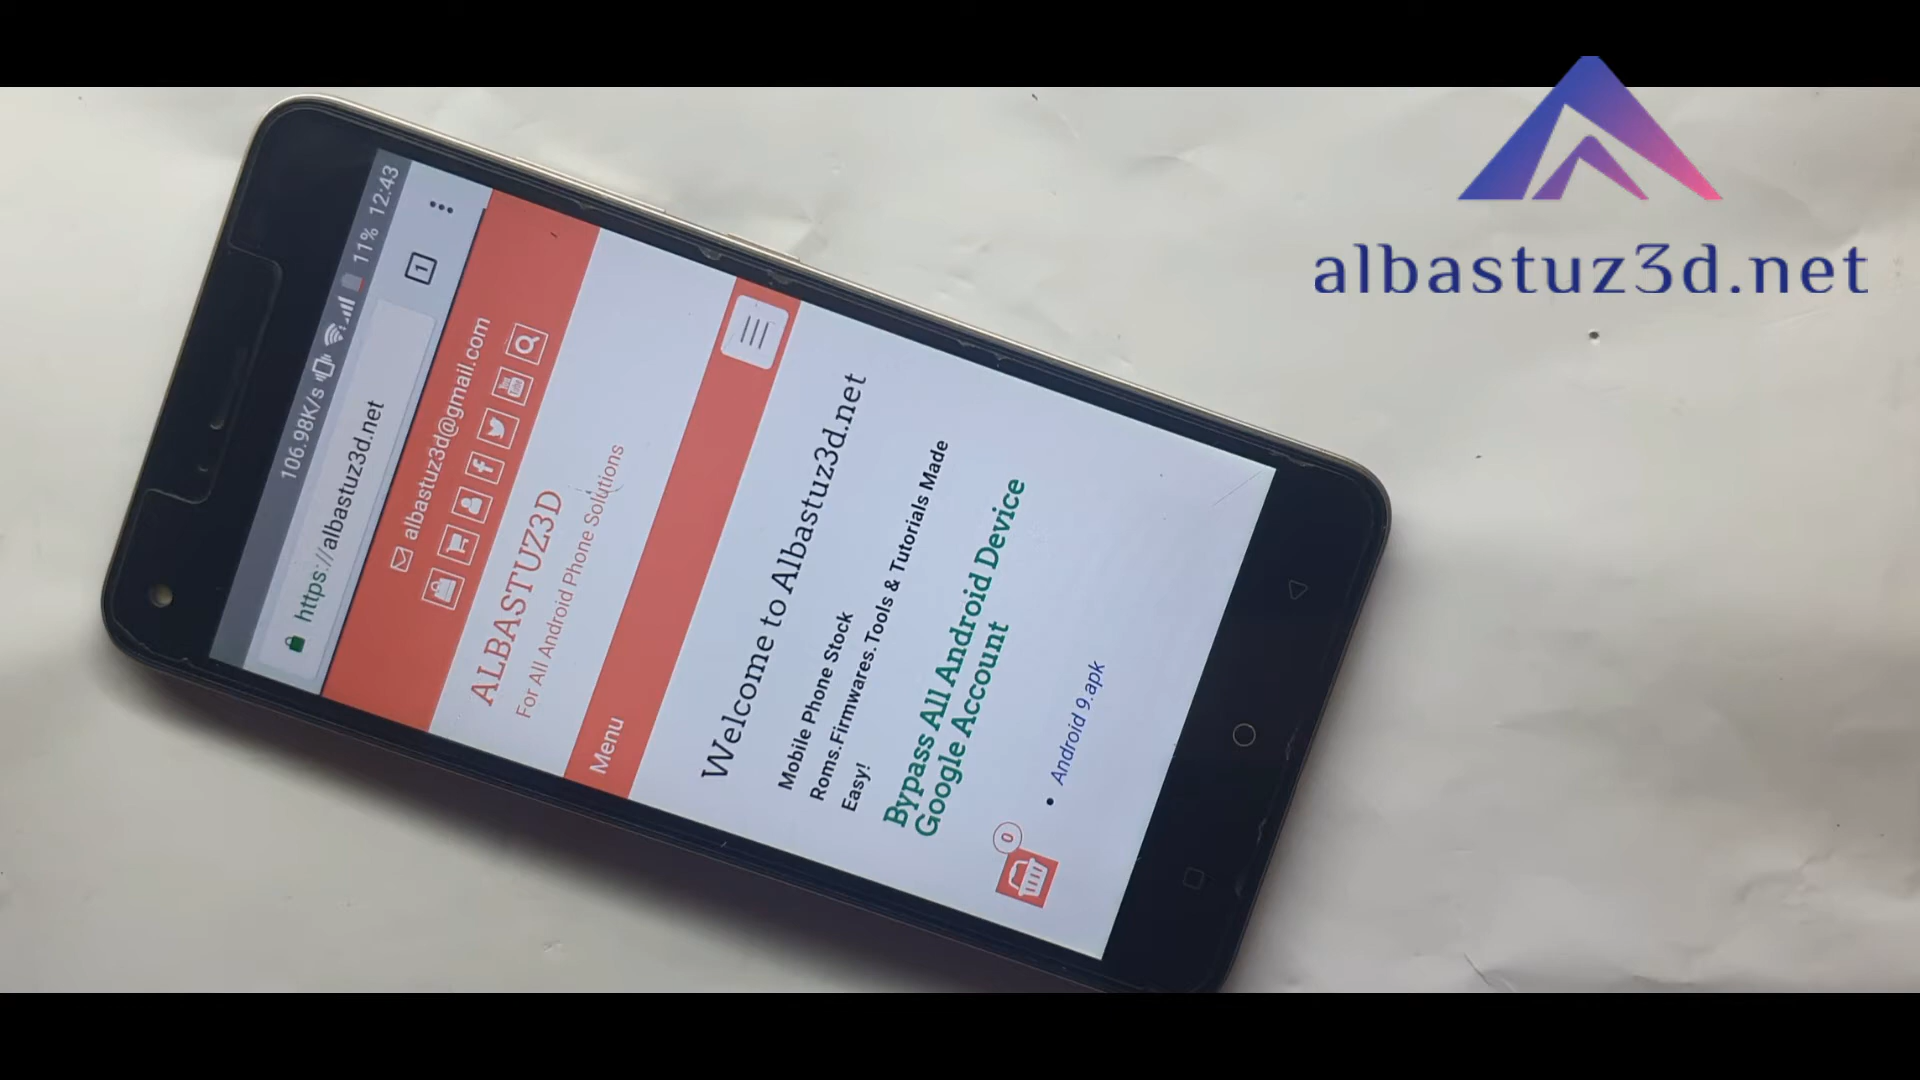 albastuz3d.net
106.98K/s 11% 12:43
https://albastuz3d.net
1
albastuz3d@gmail.com
ALBASTUZ3D
For All Android Phone Solutions
Menu
Welcome to Albastuz3d.net
Mobile Phone Stock
Roms.Firmwares.Tools & Tutorials Made
Easy!
Bypass All Android Device
Google Account
0
• Android 9.apk